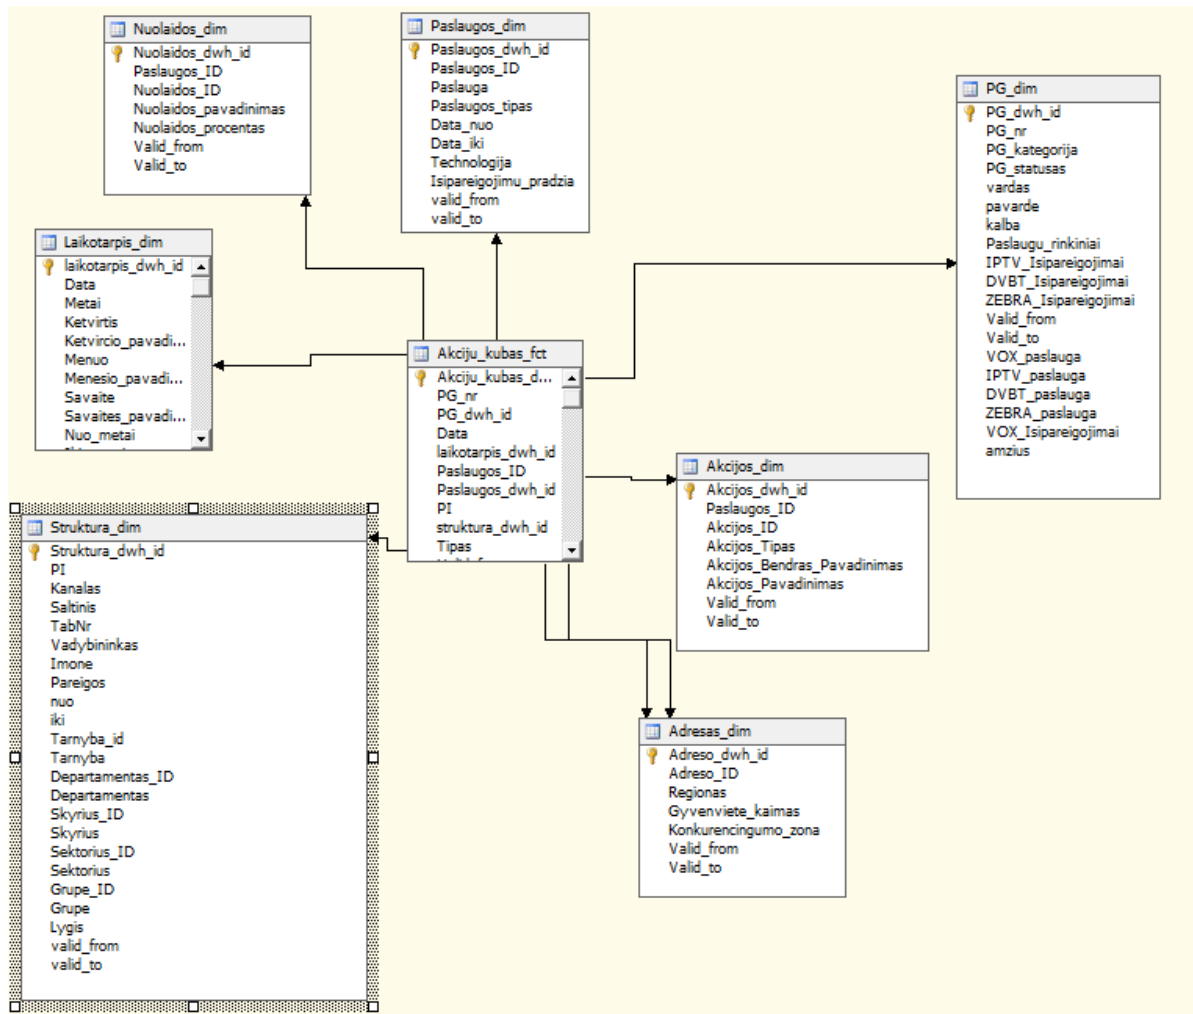 Nuolaidos_dim
Nuolaidos_dwh_id
Paslaugos_ID
Nuolaidos_ID
Nuolaidos_pavadinimas
Nuolaidos_procentas
Valid_from
Valid_to
Paslaugos_dim
Paslaugos_dwh_id
Paslaugos_ID
Paslauga
Paslaugos_tipas
Data_nuo
Data_iki
Technologija
Isipareigojimu_pradzia
valid_from
valid_to
PG_dim
PG_dwh_id
PG_nr
PG_kategorija
PG_statusas
vardas
pavarde
kalba
Paslaugu_rinkiniai
IPTV_Isipareigojimai
DVBT_Isipareigojimai
ZEBRA_Isipareigojimai
Valid_from
Valid_to
VOX_paslauga
IPTV_paslauga
DVBT_paslauga
ZEBRA_paslauga
VOX_Isipareigojimai
amzius
Laikotarpis_dim
laikotarpis_dwh_id
Data
Metai
Ketvirtis
Ketvircio_pavadi...
Menuo
Menesio_pavadi...
Savaite
Savaites_pavadi...
Nuo_metai
Akciju_kubas_fct
Akciju_kubas_d...
PG_nr
PG_dwh_id
Data
laikotarpis_dwh_id
Paslaugos_ID
Paslaugos_dwh_id
PI
struktura_dwh_id
Tipas
Akcijos_dim
Akcijos_dwh_id
Paslaugos_ID
Akcijos_ID
Akcijos_Tipas
Akcijos_Bendras_Pavadinimas
Akcijos_Pavadinimas
Valid_from
Valid_to
Struktura_dim
Struktura_dwh_id
PI
Kanalas
Saltinis
TabNr
Vadybininkas
Imone
Pareigos
nuo
iki
Tarnyba_id
Tarnyba
Departamentas_ID
Departamentas
Skyrius_ID
Skyrius
Sektorius_ID
Sektorius
Grupe_ID
Grupe
Lygis
valid_from
valid_to
Adresas_dim
Adreso_dwh_id
Adreso_ID
Regionas
Gyvenviete_kaimas
Konkurencingumo_zona
Valid_from
Valid_to